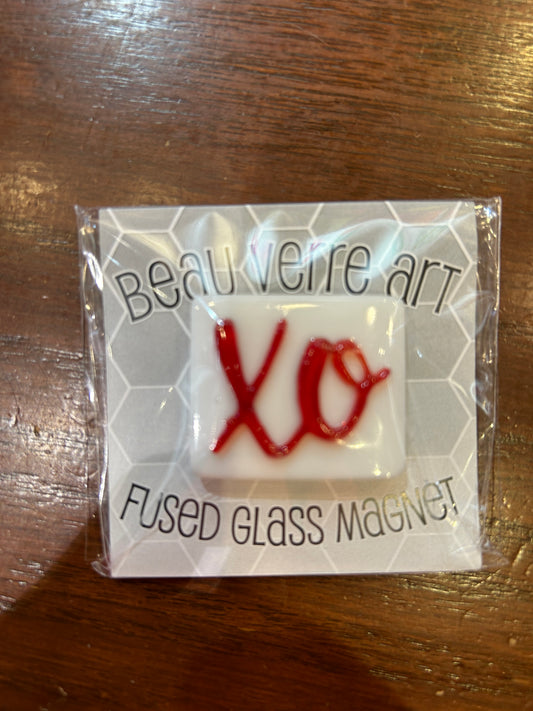 Beau Verre Art
XO
Fused Glass Magnet